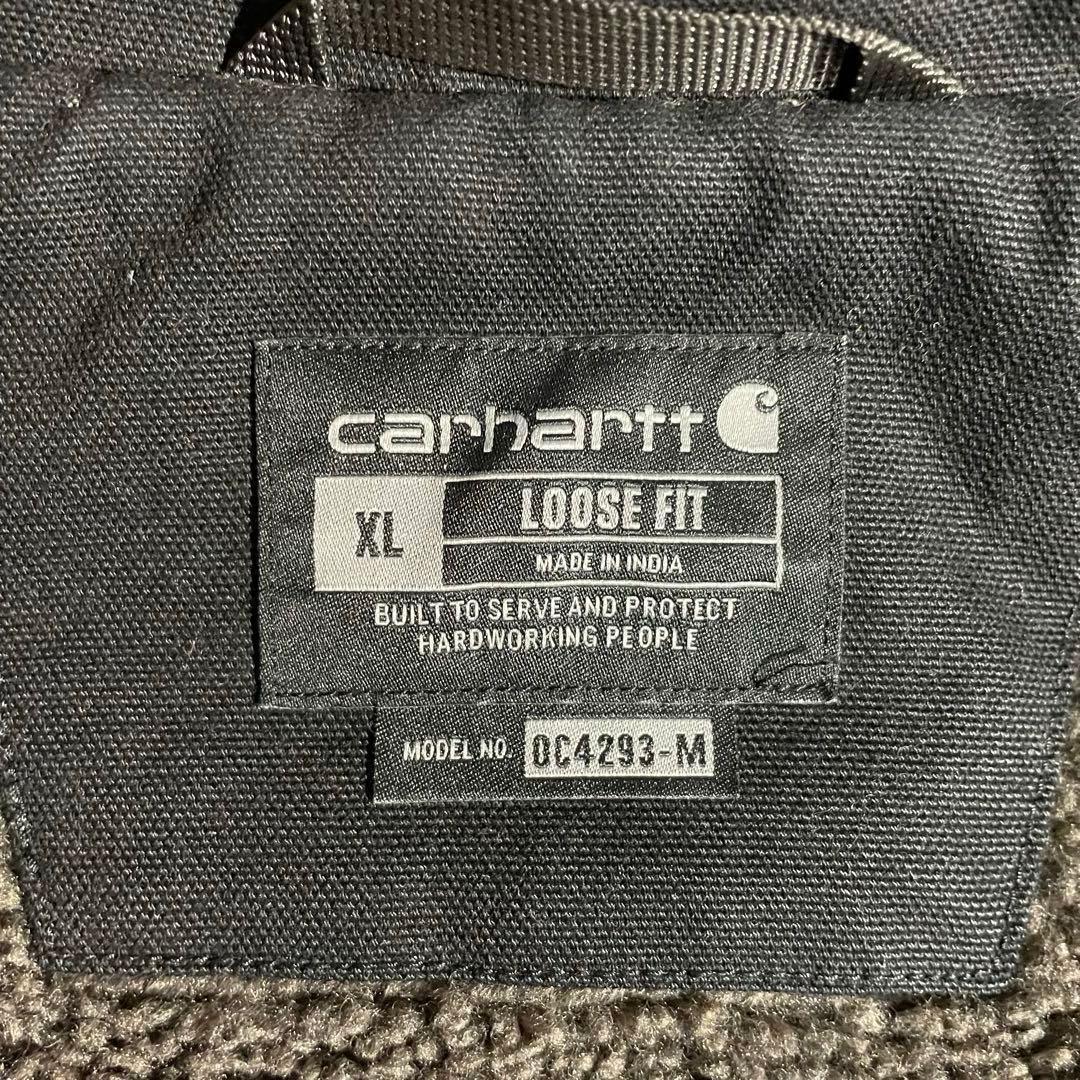 carhartt
XL
LOOSE FIT
MADE IN INDIA
BUILT TO SERVE AND PROTECT
HARDWORKING PEOPLE
MODEL NO. OC4293-M